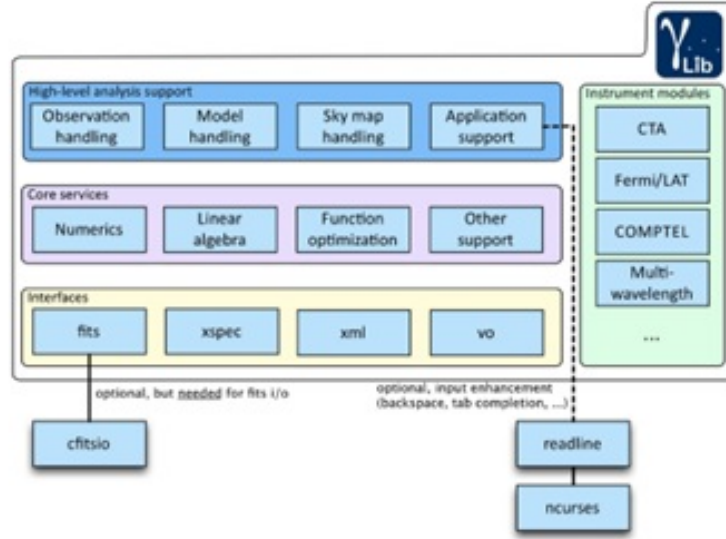 γ
Lib
High-level analysis support
Observation
handling
Model
handling
Sky map
handling
Application
support
Core services
Numerics
Linear
algebra
Function
optimization
Other
support
Interfaces
fits
xspec
xml
vo
Instrument modules
CTA
Fermi/LAT
COMPTEL
Multi-
wavelength
...
optional, but needed for fits i/o
optional, input enhancement
(backspace, tab completion, ...)
cfitsio
readline
ncurses